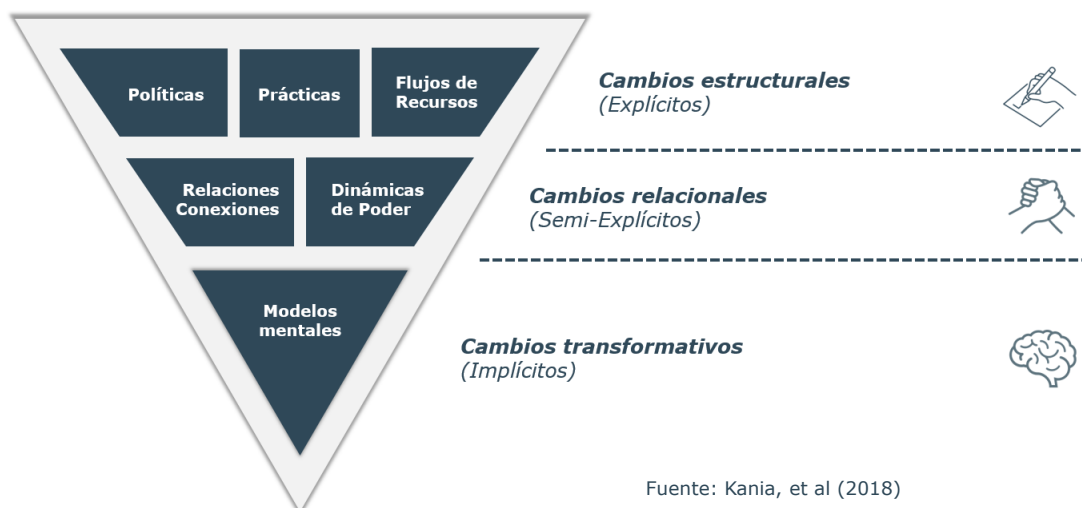 Políticas
Prácticas
Flujos de
Recursos
Cambios estructurales
(Explícitos)
Relaciones
Conexiones
Dinámicas
de Poder
Cambios relacionales
(Semi-Explícitos)
Modelos
mentales
Cambios transformativos
(Implícitos)
Fuente: Kania, et al (2018)